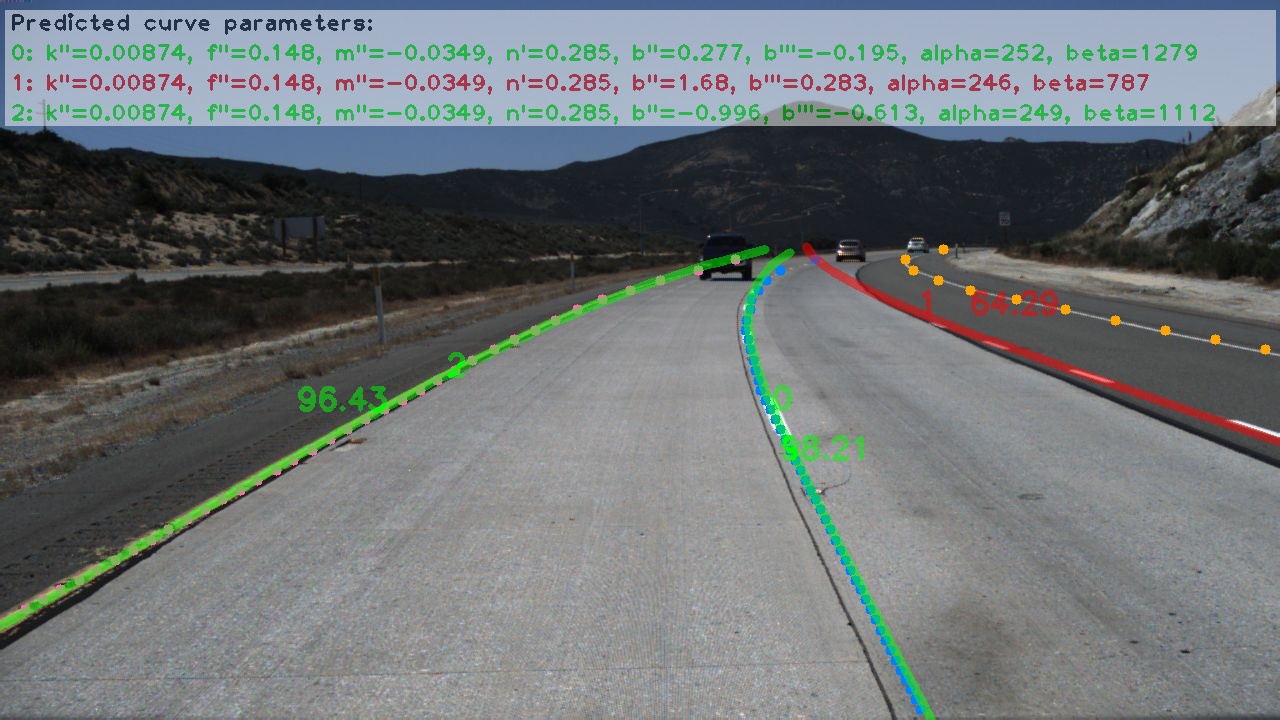 Predicted curve parameters:
0: k''=0.00874, f''=0.148, m''=-0.0349, n'=0.285, b''=0.277, b'''=-0.195, alpha=252, beta=1279
1: k''=0.00874, f''=0.148, m''=-0.0349, n'=0.285, b''=1.68, b'''=0.283, alpha=246, beta=787
2: k''=0.00874, f''=0.148, m''=-0.0349, n'=0.285, b''=-0.996, b'''=-0.613, alpha=249, beta=1112
1 64.29
2
96.43
0
98.21